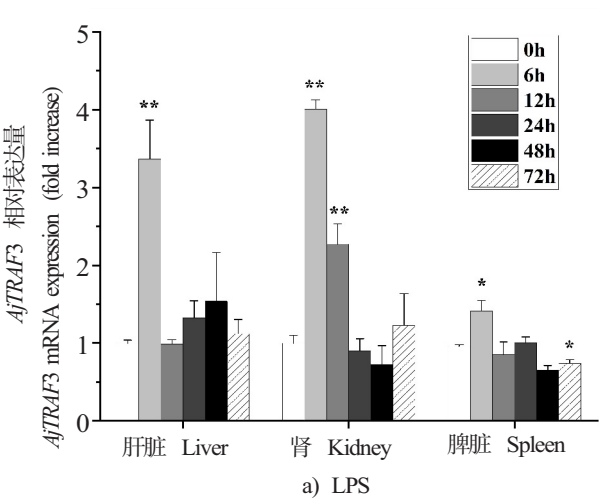 AjTRAF3 相对表达量
AjTRAF3 mRNA expression (fold increase)
5
4
3
2
1
0
**
**
**
*
*
0h
6h
12h
24h
48h
72h
肝脏 Liver
肾 Kidney
脾脏 Spleen
a) LPS